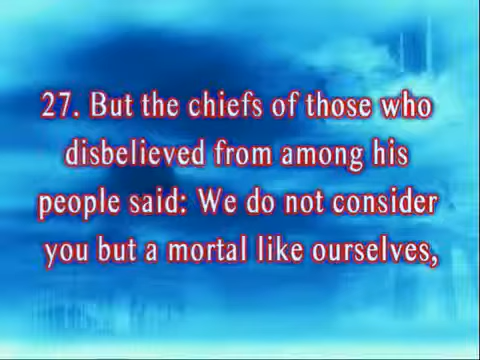 27. But the chiefs of those who
disbelieved from among his
people said: We do not consider
you but a mortal like ourselves,